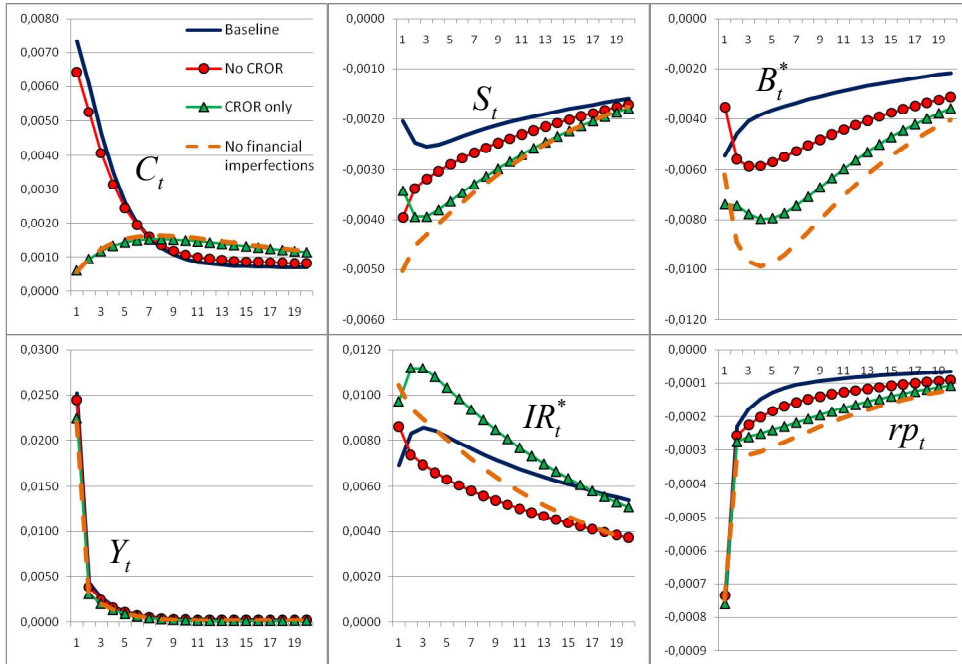 0,0080
0,0070
0,0060
0,0050
0,0040
0,0030
0,0020
0,0010
0,0000
1 3 5 7 9 11 13 15 17 19
Baseline
No CROR
CROR only
No financial
imperfections
C_t
0,0000
-0,0010
-0,0020
-0,0030
-0,0040
-0,0050
-0,0060
1 3 5 7 9 11 13 15 17 19
S_t
0,0000
-0,0020
-0,0040
-0,0060
-0,0080
-0,0100
-0,0120
1 3 5 7 9 11 13 15 17 19
B_t^*
0,0300
0,0250
0,0200
0,0150
0,0100
0,0050
0,0000
1 3 5 7 9 11 13 15 17 19
Y_t
0,0120
0,0100
0,0080
0,0060
0,0040
0,0020
0,0000
1 3 5 7 9 11 13 15 17 19
IR_t^*
0,0000
-0,0001
-0,0002
-0,0003
-0,0004
-0,0005
-0,0006
-0,0007
-0,0008
-0,0009
1 3 5 7 9 11 13 15 17 19
rp_t